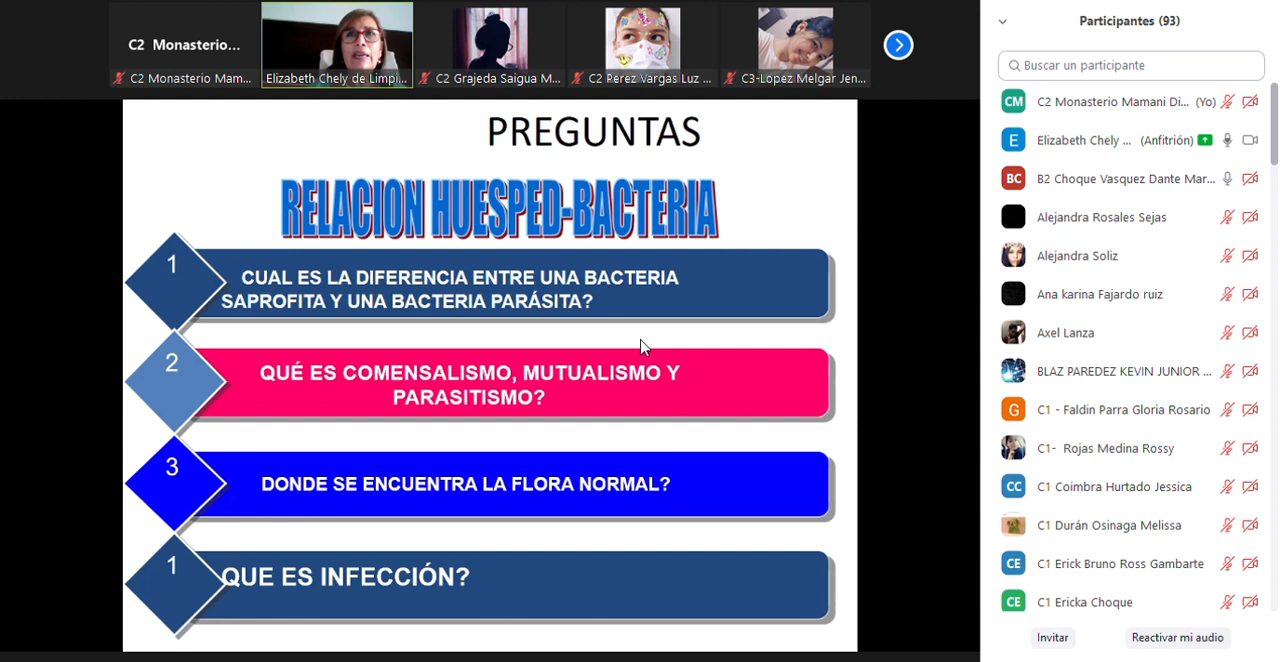 C2 Monasterio...
C2 Monasterio Mam...
Elizabeth Chely de Limpi...
C2 Grajeda Saigua M...
C2 Perez Vargas Luz ...
C3-Lopez Melgar Jen...
PREGUNTAS
RELACION HUESPED-BACTERIA
1
CUAL ES LA DIFERENCIA ENTRE UNA BACTERIA
SAPROFITA Y UNA BACTERIA PARÁSITA?
2
QUÉ ES COMENSALISMO, MUTUALISMO Y
PARASITISMO?
3
DONDE SE ENCUENTRA LA FLORA NORMAL?
1
QUE ES INFECCIÓN?
Participantes (93)
Buscar un participante
CM C2 Monasterio Mamani Di... (Yo)
E Elizabeth Chely ... (Anfitrión)
BC B2 Choque Vasquez Dante Mar...
Alejandra Rosales Sejas
Alejandra Soliz
Ana karina Fajardo ruiz
Axel Lanza
BLAZ PAREDEZ KEVIN JUNIOR ...
G C1 - Faldin Parra Gloria Rosario
C1- Rojas Medina Rossy
CC C1 Coimbra Hurtado Jessica
C1 Durán Osinaga Melissa
CE C1 Erick Bruno Ross Gambarte
CE C1 Ericka Choque
Invitar
Reactivar mi audio